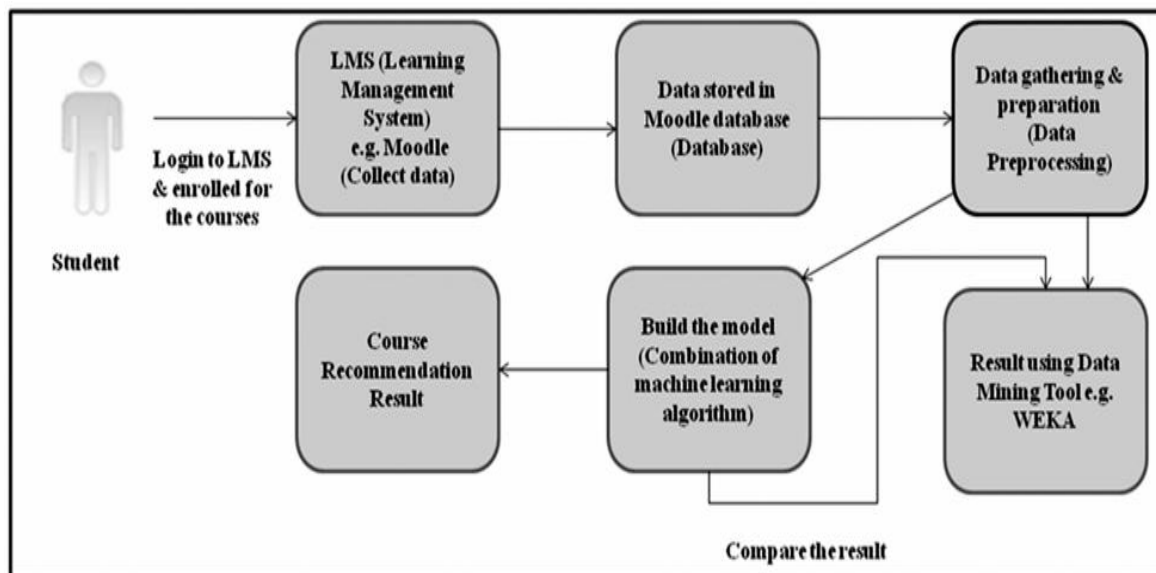 Student
Login to LMS
& enrolled for
the courses
LMS (Learning
Management
System)
e.g. Moodle
(Collect data)
Data stored in
Moodle database
(Database)
Data gathering &
preparation
(Data
Preprocessing)
Course
Recommendation
Result
Build the model
(Combination of
machine learning
algorithm)
Result using Data
Mining Tool e.g.
WEKA
Compare the result